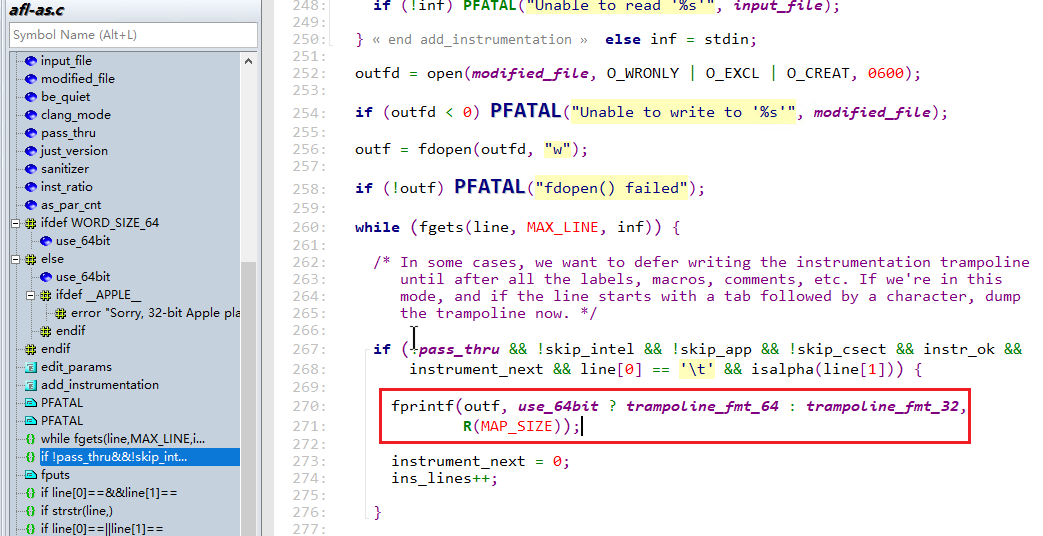 afl-as.c
Symbol Name (Alt+L)
input_file
modified_file
be_quiet
clang_mode
pass_thru
just_version
sanitizer
inst_ratio
as_par_cnt
ifdef WORD_SIZE_64
use_64bit
else
use_64bit
ifdef __APPLE__
error "Sorry, 32-bit Apple pla
endif
endif
edit_params
add_instrumentation
PFATAL
PFATAL
while fgets(line,MAX_LINE,i...
if !pass_thru&&!skip_int...
fputs
if line[0]==&&line[1]==
if strstr(line,)
if line[0]==||line[1]==
248: if (!inf) PFATAL("Unable to read '%s'", input_file);
249:
250: } « end add_instrumentation » else inf = stdin;
251:
252: outfd = open(modified_file, O_WRONLY | O_EXCL | O_CREAT, 0600);
253:
254: if (outfd < 0) PFATAL("Unable to write to '%s'", modified_file);
255:
256: outf = fdopen(outfd, "w");
257:
258: if (!outf) PFATAL("fdopen() failed");
259:
260: while (fgets(line, MAX_LINE, inf)) {
261:
262: /* In some cases, we want to defer writing the instrumentation trampoline
263: until after all the labels, macros, comments, etc. If we're in this
264: mode, and if the line starts with a tab followed by a character, dump
265: the trampoline now. */
266:
267: if (!pass_thru && !skip_intel && !skip_app && !skip_csect && instr_ok &&
268: instrument_next && line[0] == '\t' && isalpha(line[1])) {
269:
270: fprintf(outf, use_64bit ? trampoline_fmt_64 : trampoline_fmt_32,
271: R(MAP_SIZE));
272:
273: instrument_next = 0;
274: ins_lines++;
275:
276: }
277: